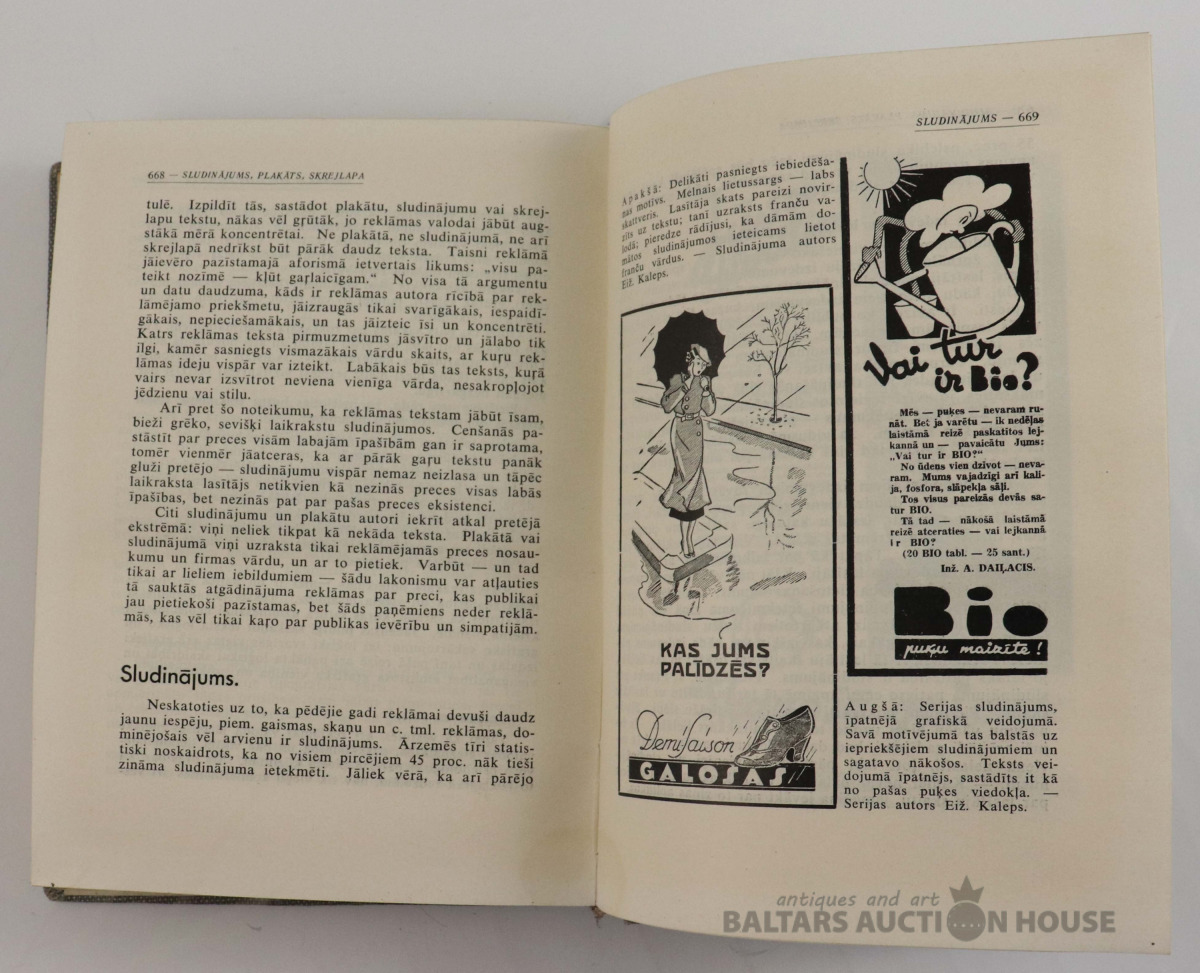 668 — SLUDINĀJUMS, PLAKĀTS, SKREJLAPA
tulē. Izpildīt tās, sastādot plakātu, sludinājumu vai skrej-
lapu tekstu, nākas vēl grūtāk, jo reklāmas valodai jābūt aug-
stākā mērā koncentrētai. Ne plakātā, ne sludinājumā, ne arī
skrejlapā nedrīkst būt pārāk daudz teksta. Taisni reklāmā
jāievēro pazīstamajā aforismā ietvertais likums: „visu pa-
teikt nozīmē — kļūt gaŗlaicīgam.“ No visa tā argumentu
un datu daudzuma, kāds ir reklāmas autora rīcībā par rek-
lāmējamo priekšmetu, jāizraugās tikai svarīgākais, iespaidī-
gākais, nepieciešamākais, un tas jāizteic īsi un koncentrēti.
Katrs reklāmas teksta pirmuzmetums jāsvītro un jālabo tik
ilgi, kamēr sasniegts vismazākais vārdu skaits, ar kuŗu rek-
lāmas ideju vispār var izteikt. Labākais būs tas teksts, kuŗā
vairs nevar izsvītrot neviena vienīga vārda, nesakropļojot
jēdzienu vai stilu.
Arī pret šo noteikumu, ka reklāmas tekstam jābūt īsam,
bieži grēko, sevišķi laikrakstu sludinājumos. Cenšanās pa-
stāstīt par preces visām labajām īpašībām gan ir saprotama,
tomēr vienmēr jāatceras, ka ar pārāk gaŗu tekstu panāk
gluži pretējo — sludinājumu vispār nemaz neizlasa un tāpēc
laikraksta lasītājs netikvien kā nezinās preces visas labās
īpašības, bet nezinās pat par pašas preces eksistenci.
Citi sludinājumu un plakātu autori iekrīt atkal pretējā
ekstrēmā: viņi neliek tikpat kā nekāda teksta. Plakātā vai
sludinājumā viņi uzraksta tikai reklāmējamās preces nosau-
kumu un firmas vārdu, un ar to pietiek. Varbūt — un tad
tikai ar lieliem iebildumiem — šādu lakonismu var atļauties
tā sauktās atgādinājuma reklāmas par preci, kas publikai
jau pietiekoši pazīstamas, bet šāds paņēmiens neder reklā-
mās, kas vēl tikai kaŗo par publikas ievērību un simpatijām.
Sludinājums.
Neskatoties uz to, ka pēdējie gadi reklāmai devuši daudz
jaunu iespēju, piem. gaismas, skaņu un c. tml. reklāmas, do-
minējošais vēl arvienu ir sludinājums. Ārzemēs tīri statis-
tiski noskaidrots, ka no visiem pircējiem 45 proc. nāk tieši
zināma sludinājuma ietekmēti. Jāliek vērā, ka arī pārējo
SLUDINĀJUMS — 669
Apakšā: Delikāti pasniegts iebiedēša-
nas motīvs. Melnais lietussargs — labs
skattveris. Lasītāja skats pareizi novir-
zīts uz tekstu; tani uzraksts franču va-
lodā; pieredze rādījusi, ka dāmām do-
mātos sludinājumos ieteicams lietot
franču vārdus. — Sludinājuma autors
Eiž. Kaleps.
KAS JUMS
PALĪDZĒS?
Demi Saison
GALOŠAS
Vai tur
ir Bio?
Mēs — puķes — nevaram ru-
nāt. Bet ja varētu — ik nedēļas
laistāmā reizē paskatītos lej-
kannā un — pavaicātu Jums:
„Vai tur ir BIO?“
No ūdens vien dzīvot — neva-
ram. Mums vajadzīgi arī kali-
ja, fosfora, slāpekļa sāļi.
Tos visus pareizās devās sa-
tur BIO.
Tā tad — nākošā laistāmā
reizē atceraties — vai lejkannā
ir BIO?
(20 BIO tabl. — 25 sant.)
Inž. A. DAIĻACIS.
Bio
puķu maizīte!
Augšā: Serijas sludinājums,
īpatnējā grafiskā veidojumā.
Savā motīvējumā tas balstās uz
iepriekšējiem sludinājumiem un
sagatavo nākošos. Teksts vei-
dojumā īpatnējs, sastādīts it kā
no pašas puķes viedokļa. —
Serijas autors Eiž. Kaleps.
antiques and art
BALTARS AUCTION HOUSE